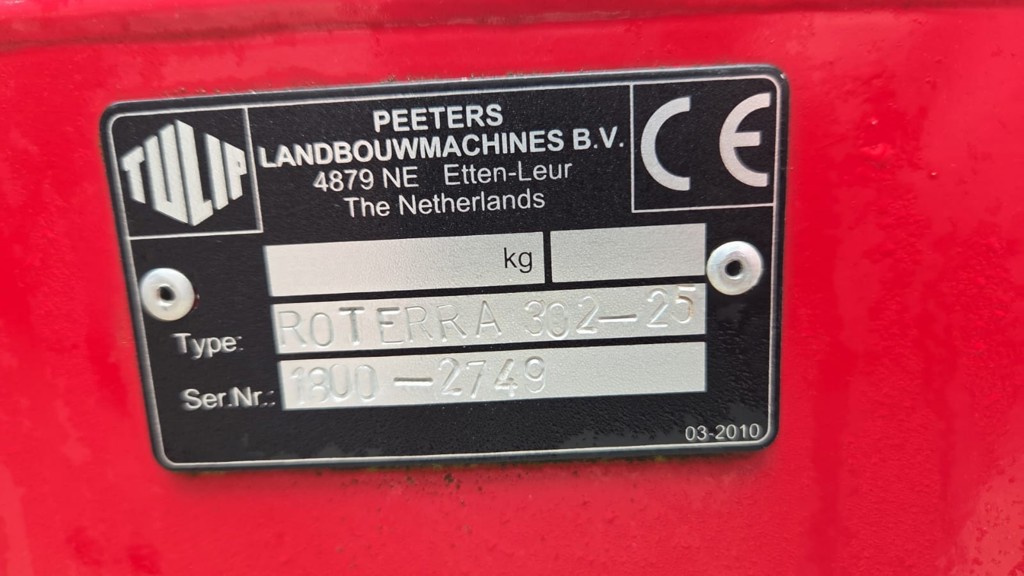 TULIP
PEETERS
LANDBOUWMACHINES B.V.
4879 NE Etten-Leur
The Netherlands
CE
kg
Type: ROTERRA 302-25
Ser.Nr.: 1800-2749
03-2010